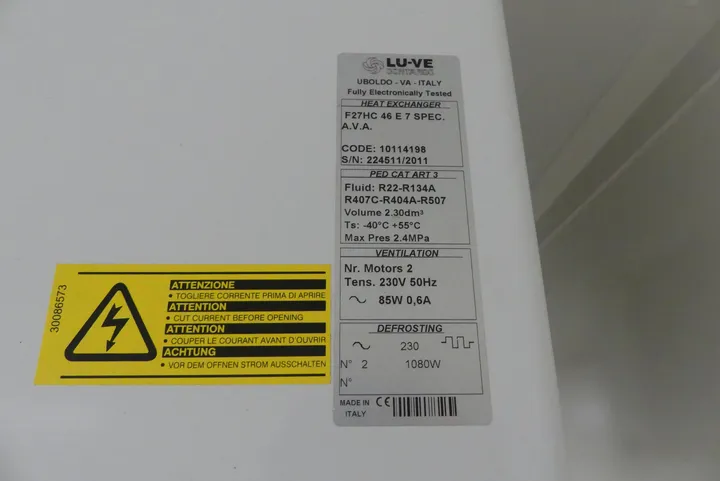 LU-VE
CONTARDO
UBOLDO - VA - ITALY
Fully Electronically Tested
HEAT EXCHANGER
F27HC 46 E 7 SPEC.
A.V.A.
CODE: 10114198
S/N: 224511/2011
PED CAT ART 3
Fluid: R22-R134A
R407C-R404A-R507
Volume 2.30dm³
Ts: -40°C +55°C
Max Pres 2.4MPa
VENTILATION
Nr. Motors 2
Tens. 230V 50Hz
~ 85W 0,6A
DEFROSTING
~ 230
N° 2 1080W
N°
MADE IN ITALY CE
30086573
ATTENZIONE
• TOGLIERE CORRENTE PRIMA DI APRIRE
ATTENTION
• CUT CURRENT BEFORE OPENING
ATTENTION
• COUPER LE COURANT AVANT D'OUVRIR
ACHTUNG
• VOR DEM OFFNEN STROM AUSSCHALTEN